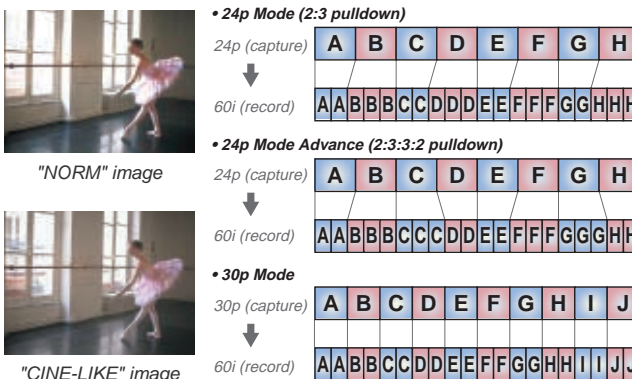 • 24p Mode (2:3 pulldown)
24p (capture) A B C D E F G H
60i (record) A A B B B C C D D D E E F F F G G H H H
"NORM" image
• 24p Mode Advance (2:3:3:2 pulldown)
24p (capture) A B C D E F G H
60i (record) A A B B B C C C D D E E F F F G G G H H
• 30p Mode
30p (capture) A B C D E F G H I J
60i (record) A A B B C C D D E E F F G G H H I I J J
"CINE-LIKE" image